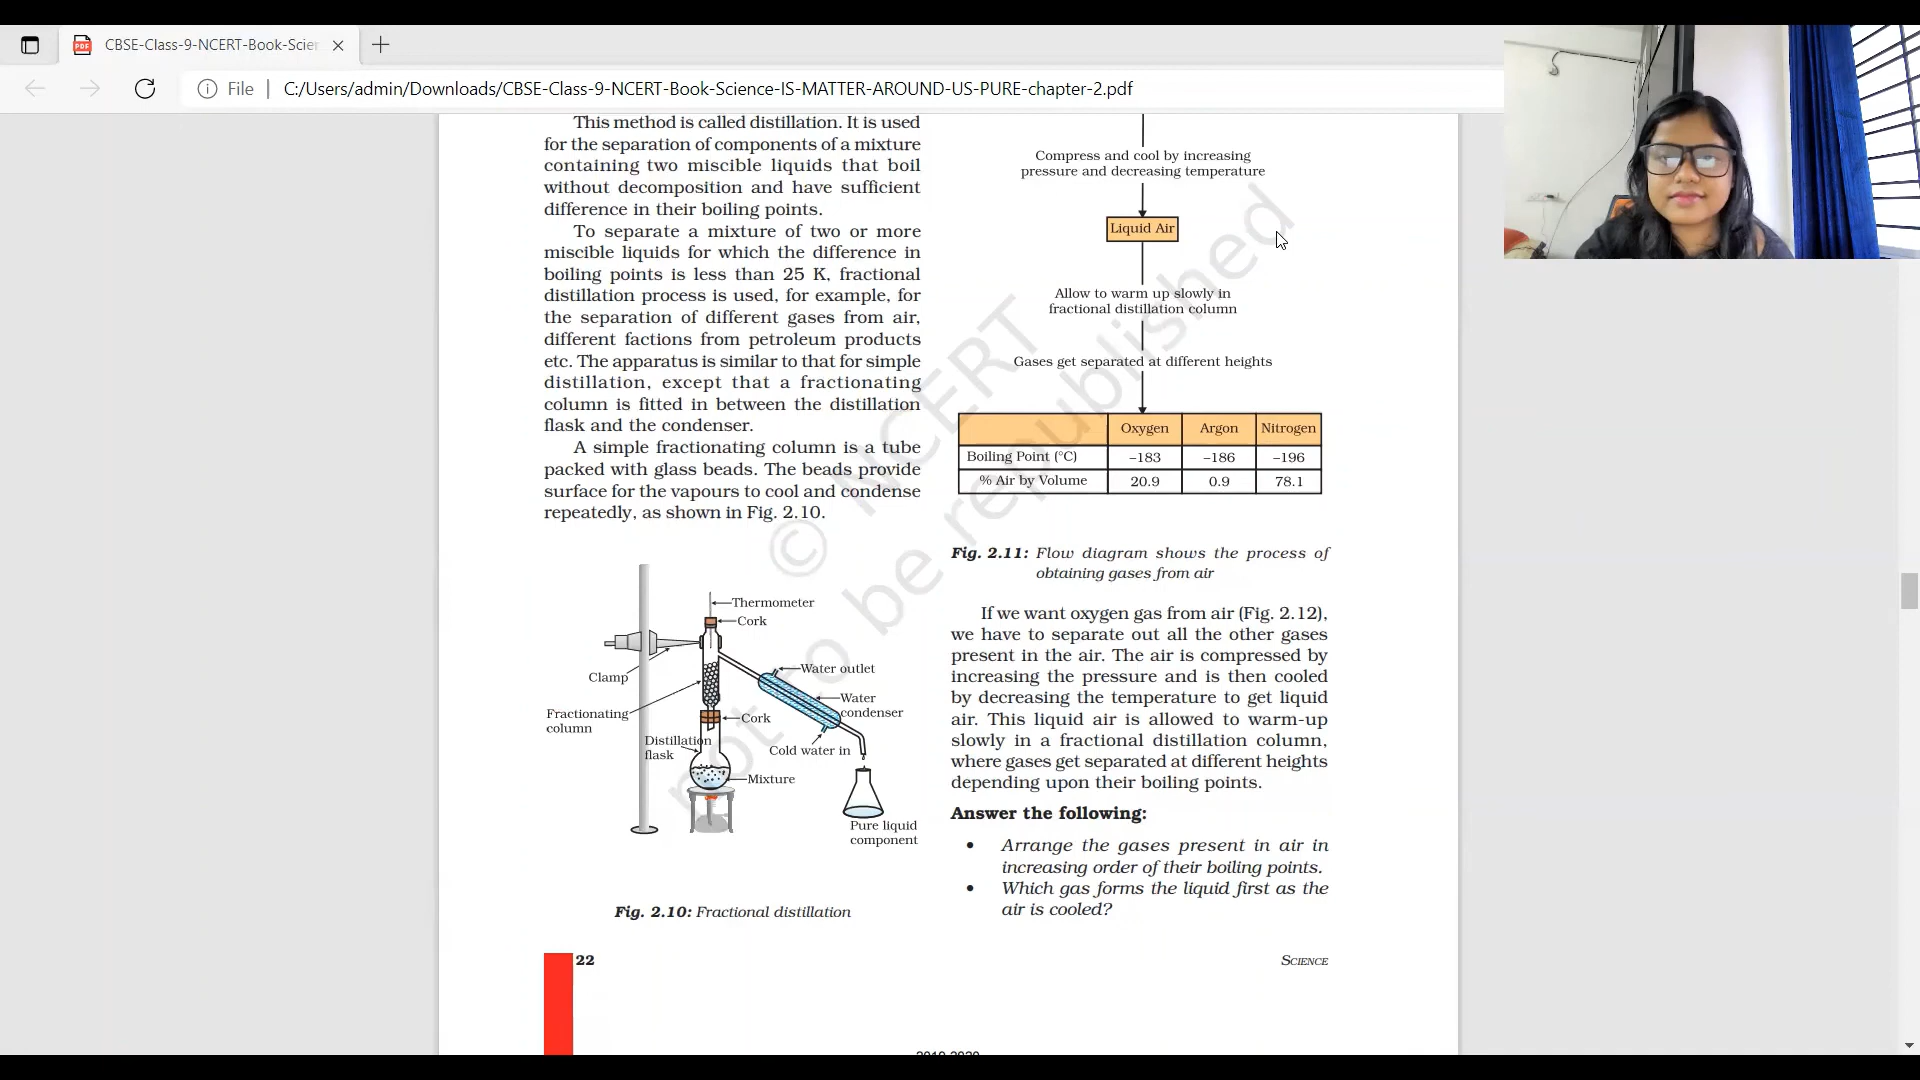 CBSE-Class-9-NCERT-Book-Scie
File
C:/Users/admin/Downloads/CBSE-Class-9-NCERT-Book-Science-IS-MATTER-AROUND-US-PURE-chapter-2.pdf
This method is called distillation. It is used
for the separation of components of a mixture
containing two miscible liquids that boil
without decomposition and have sufficient
difference in their boiling points.
To separate a mixture of two or more
miscible liquids for which the difference in
boiling points is less than 25 K, fractional
distillation process is used, for example, for
the separation of different gases from air,
different factions from petroleum products
etc. The apparatus is similar to that for simple
distillation, except that a fractionating
column is fitted in between the distillation
flask and the condenser.
A simple fractionating column is a tube
packed with glass beads. The beads provide
surface for the vapours to cool and condense
repeatedly, as shown in Fig. 2.10.
Thermometer
Cork
Water outlet
Clamp
Water
condenser
Fractionating
column
Cork
Distillation
flask
Cold water in
Mixture
Pure liquid
component
Fig. 2.10: Fractional distillation
22
Compress and cool by increasing
pressure and decreasing temperature
Liquid Air
Allow to warm up slowly in
fractional distillation column
Gases get separated at different heights
Oxygen Argon Nitrogen
Boiling Point (°C) –183 –186 –196
% Air by Volume 20.9 0.9 78.1
Fig. 2.11: Flow diagram shows the process of
obtaining gases from air
If we want oxygen gas from air (Fig. 2.12),
we have to separate out all the other gases
present in the air. The air is compressed by
increasing the pressure and is then cooled
by decreasing the temperature to get liquid
air. This liquid air is allowed to warm-up
slowly in a fractional distillation column,
where gases get separated at different heights
depending upon their boiling points.
Answer the following:
• Arrange the gases present in air in
increasing order of their boiling points.
• Which gas forms the liquid first as the
air is cooled?
SCIENCE
© NCERT
not to be republished